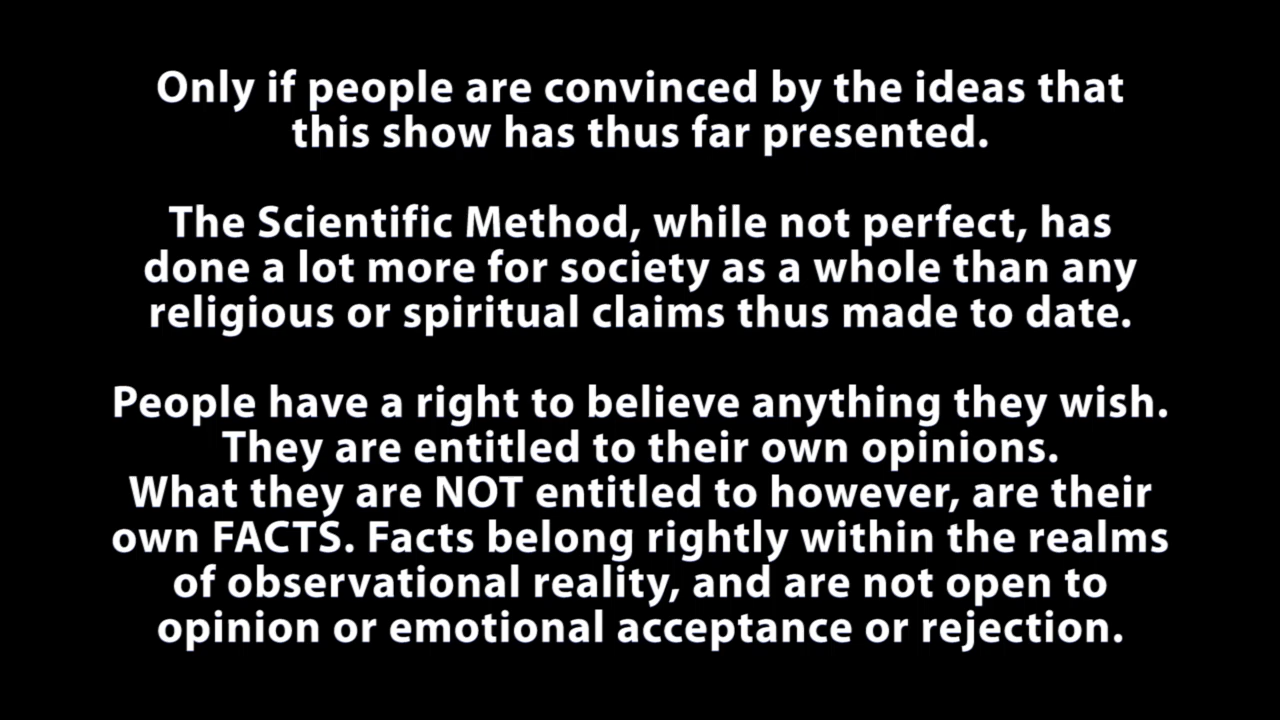 Only if people are convinced by the ideas that
this show has thus far presented.
The Scientific Method, while not perfect, has
done a lot more for society as a whole than any
religious or spiritual claims thus made to date.
People have a right to believe anything they wish.
They are entitled to their own opinions.
What they are NOT entitled to however, are their
own FACTS. Facts belong rightly within the realms
of observational reality, and are not open to
opinion or emotional acceptance or rejection.